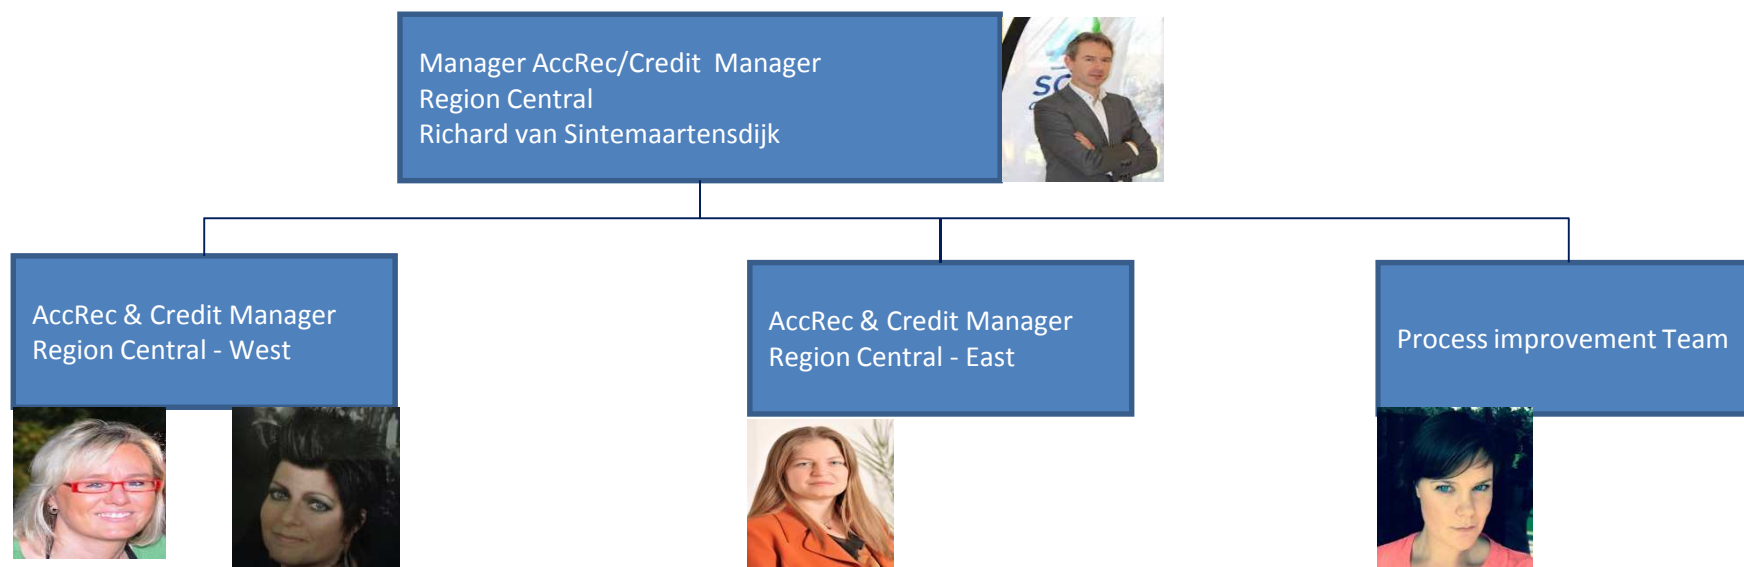 Manager AccRec/Credit Manager
Region Central
Richard van Sintemaartensdijk
SC
AccRec & Credit Manager
Region Central - West
AccRec & Credit Manager
Region Central - East
Process improvement Team